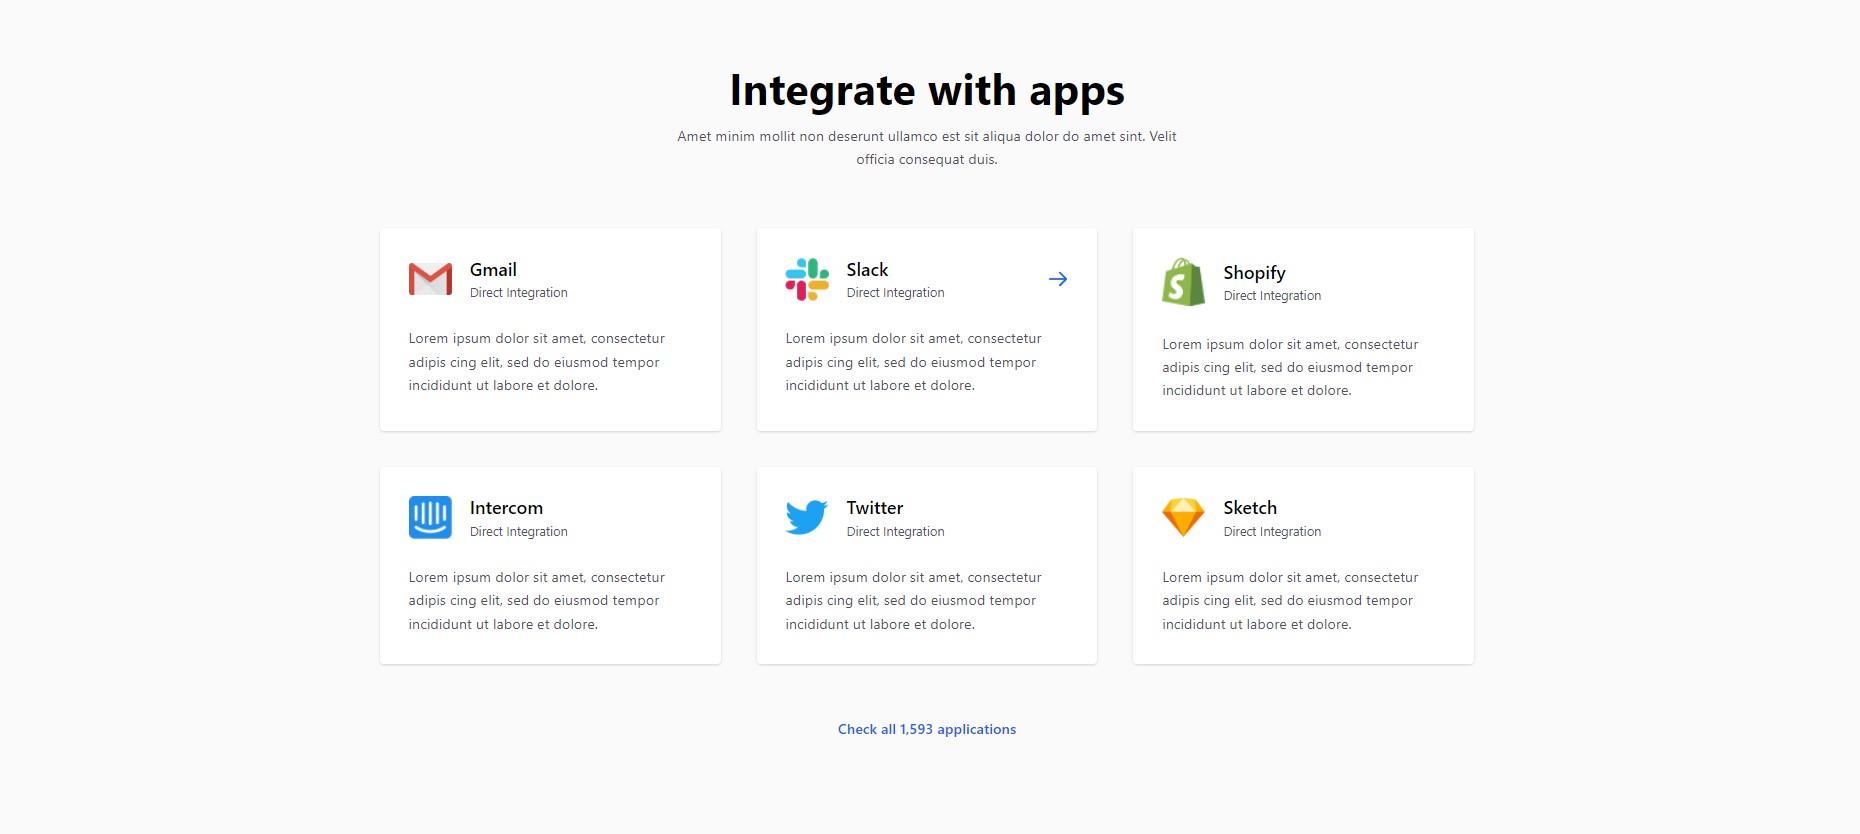 Integrate with apps
Amet minim mollit non deserunt ullamco est sit aliqua dolor do amet sint. Velit
officia consequat duis.
Gmail
Direct Integration
Lorem ipsum dolor sit amet, consectetur
adipis cing elit, sed do eiusmod tempor
incididunt ut labore et dolore.
Slack
Direct Integration
Lorem ipsum dolor sit amet, consectetur
adipis cing elit, sed do eiusmod tempor
incididunt ut labore et dolore.
Shopify
Direct Integration
Lorem ipsum dolor sit amet, consectetur
adipis cing elit, sed do eiusmod tempor
incididunt ut labore et dolore.
Intercom
Direct Integration
Lorem ipsum dolor sit amet, consectetur
adipis cing elit, sed do eiusmod tempor
incididunt ut labore et dolore.
Twitter
Direct Integration
Lorem ipsum dolor sit amet, consectetur
adipis cing elit, sed do eiusmod tempor
incididunt ut labore et dolore.
Sketch
Direct Integration
Lorem ipsum dolor sit amet, consectetur
adipis cing elit, sed do eiusmod tempor
incididunt ut labore et dolore.
Check all 1,593 applications